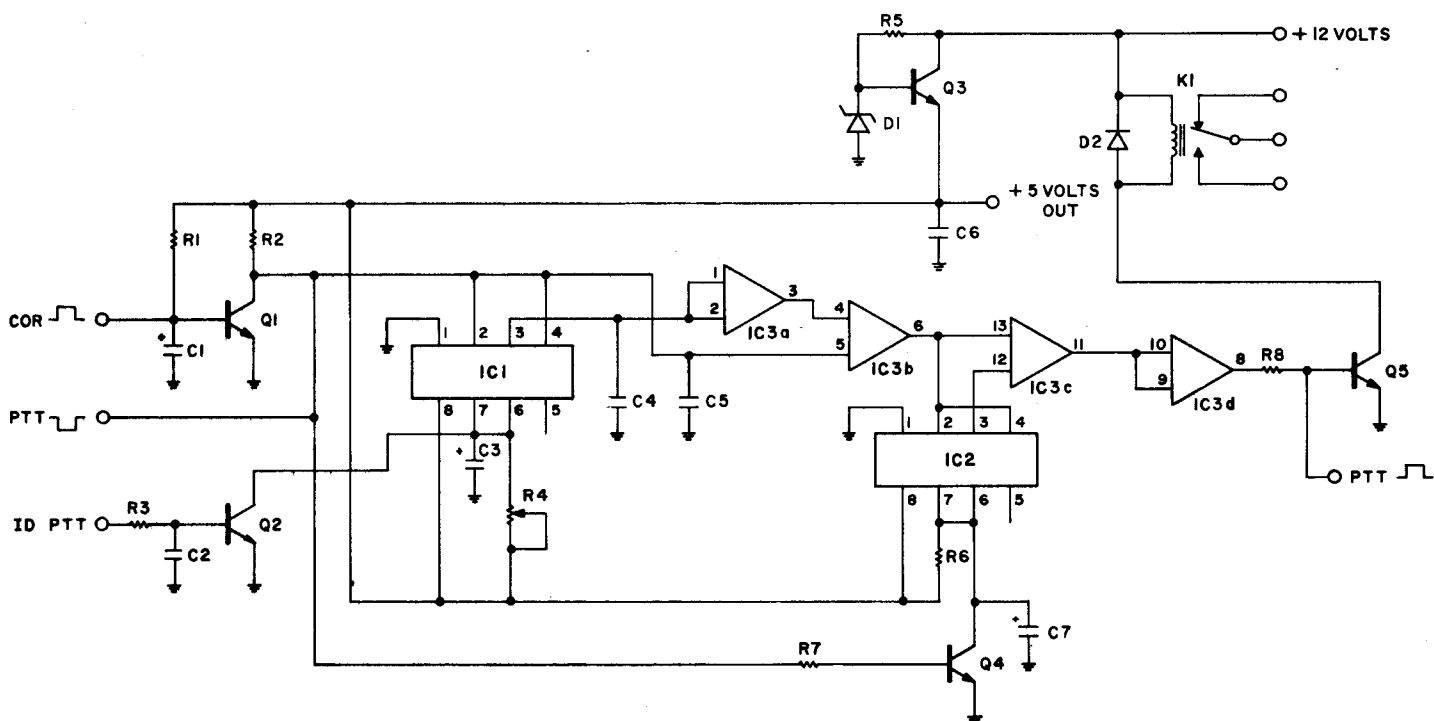 R5
+ 12 VOLTS
Q3
K1
D1
D2
+ 5 VOLTS
OUT
R1
R2
C6
1
3
2
4
IC3a
6
5
IC3b
13
11
12
IC3c
10
8
R8
9
IC3d
Q5
COR
+
C1
Q1
1
2
3
4
IC1
8
7
6
5
C4
C5
PTT
+
C3
1
2
3
4
IC2
8
7
6
5
PTT
R3
ID PTT
Q2
C2
R4
R6
+
C7
R7
Q4